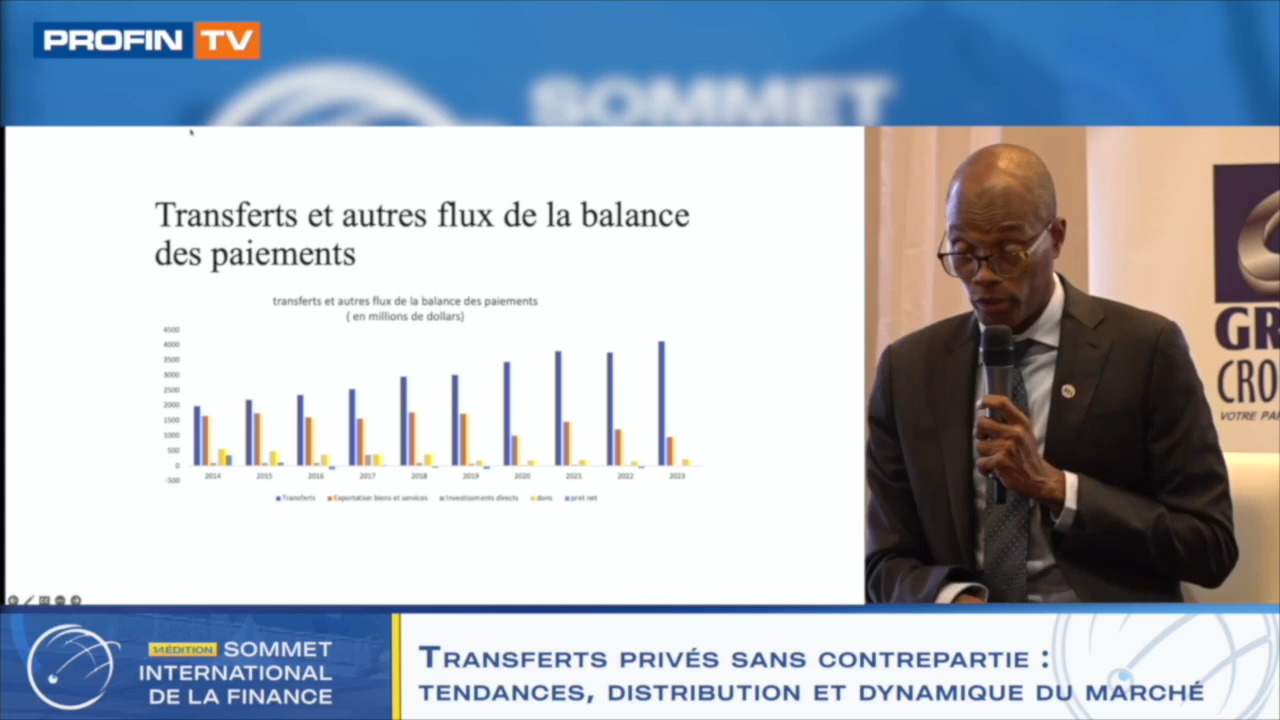 PROFIN TV
SOMMET
Transferts et autres flux de la balance
des paiements
transferts et autres flux de la balance des paiements
( en millions de dollars)
4500
4000
3500
3000
2500
2000
1500
1000
500
0
-500
2014 2015 2016 2017 2018 2019 2020 2021 2022 2023
Transferts Exportation biens et services Investissments directs dons pret net
GR
CRO
VOTRE PA
14 ÉDITION SOMMET
INTERNATIONAL
DE LA FINANCE
TRANSFERTS PRIVÉS SANS CONTREPARTIE :
TENDANCES, DISTRIBUTION ET DYNAMIQUE DU MARCHÉ